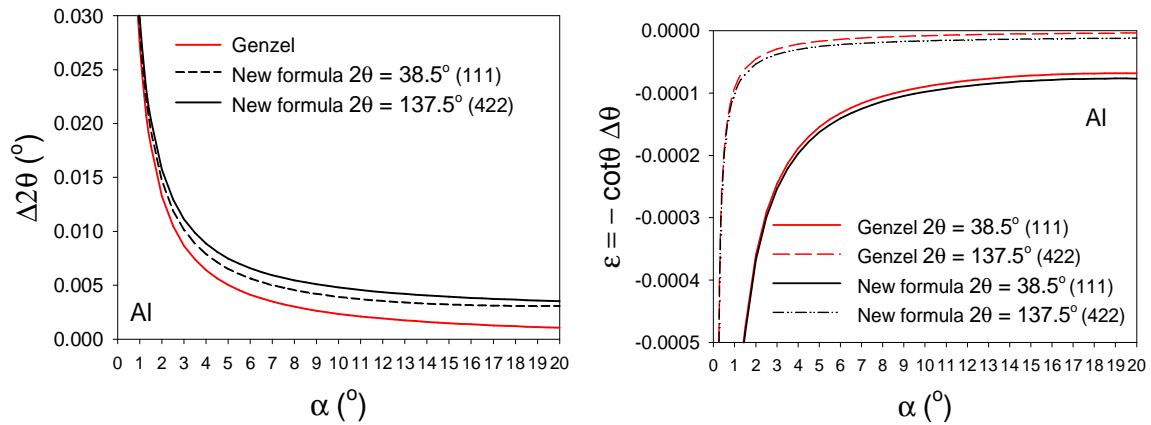 0.030
0.025
0.020
0.015
0.010
0.005
0.000
Δ2θ (°)
Genzel
New formula 2θ = 38.5° (111)
New formula 2θ = 137.5° (422)
Al
0 1 2 3 4 5 6 7 8 9 10 11 12 13 14 15 16 17 18 19 20
α (°)
0.0000
-0.0001
-0.0002
-0.0003
-0.0004
-0.0005
ε = − cotθ Δθ
Al
Genzel 2θ = 38.5° (111)
Genzel 2θ = 137.5° (422)
New formula 2θ = 38.5° (111)
New formula 2θ = 137.5° (422)
0 1 2 3 4 5 6 7 8 9 10 11 12 13 14 15 16 17 18 19 20
α (°)